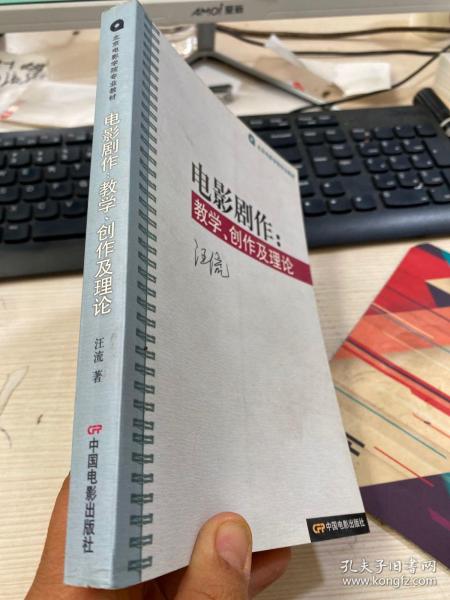 AMOI 夏新
北京电影学院专业教材
电影剧作：教学、创作及理论
汪流 著
CFP 中国电影出版社
电影剧作：
教学、创作及理论
汪流
CFP 中国电影出版社
孔夫子旧书网
www.kongfz.com